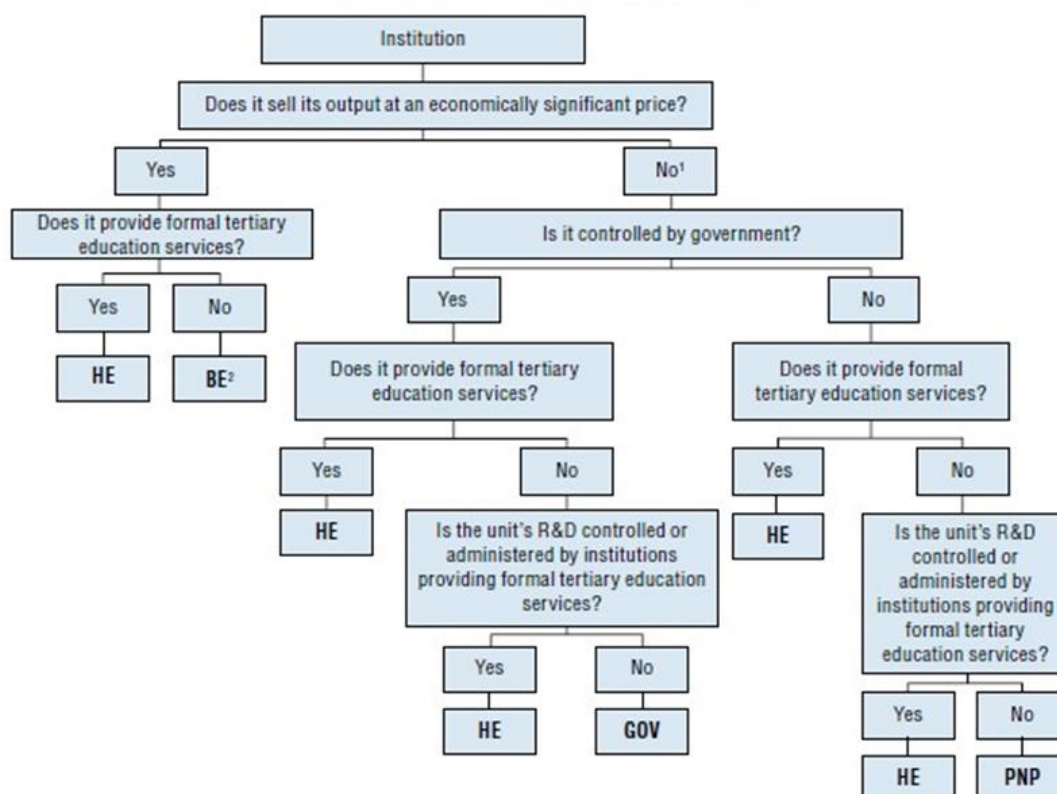 Institution
Does it sell its output at an economically significant price?
Yes
No¹
Does it provide formal tertiary
education services?
Is it controlled by government?
Yes
No
Yes
No
HE
BE²
Does it provide formal tertiary
education services?
Does it provide formal
tertiary education services?
Yes
No
Yes
No
HE
Is the unit's R&D controlled or
administered by institutions
providing formal tertiary education
services?
HE
Is the unit's R&D
controlled or
administered by
institutions providing
formal tertiary
education services?
Yes
No
HE
GOV
Yes
No
HE
PNP